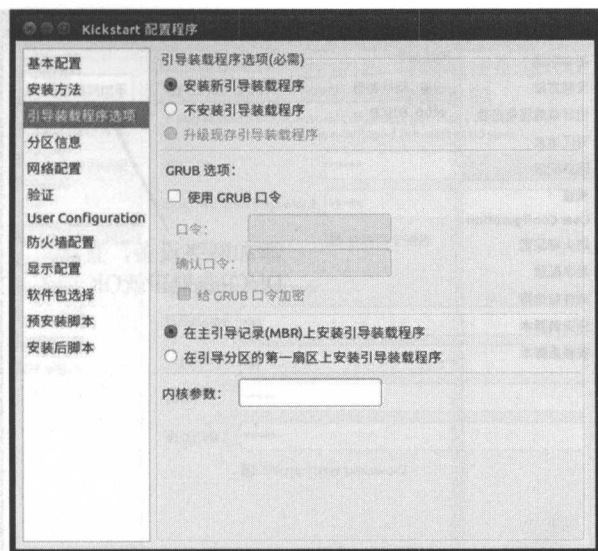 Kickstart 配置程序
基本配置
安装方法
引导装载程序选项
分区信息
网络配置
验证
User Configuration
防火墙配置
显示配置
软件包选择
预安装脚本
安装后脚本
引导装载程序选项(必需)
安装新引导装载程序
不安装引导装载程序
升级现存引导装载程序
GRUB 选项:
使用 GRUB 口令
口令:
确认口令:
给 GRUB 口令加密
在主引导记录(MBR)上安装引导装载程序
在引导分区的第一扇区上安装引导装载程序
内核参数: